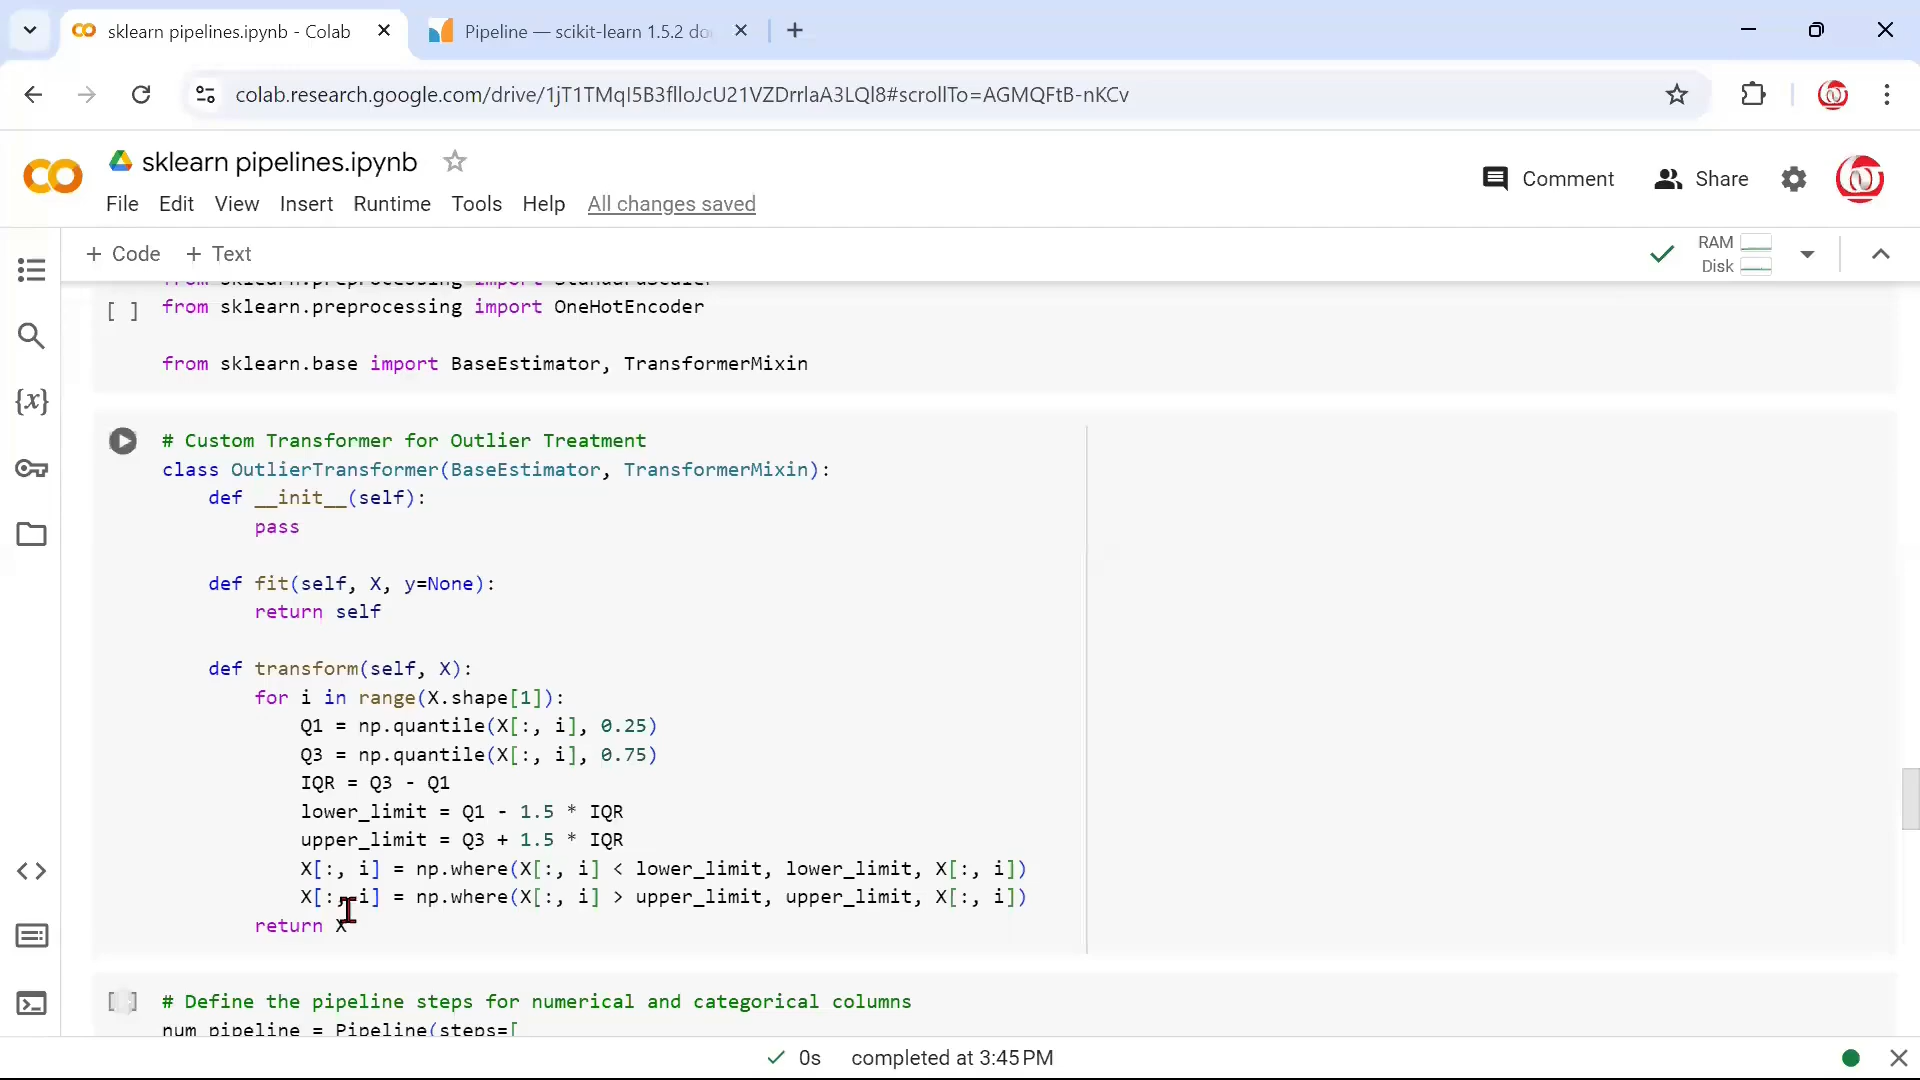 sklearn pipelines.ipynb - Colab
Pipeline — scikit-learn 1.5.2 do
colab.research.google.com/drive/1jT1TMqI5B3flloJcU21VZDrrlaA3LQl8#scrollTo=AGMQFtB-nKCv
CO
sklearn pipelines.ipynb
Comment
Share
File Edit View Insert Runtime Tools Help All changes saved
+ Code + Text
RAM
Disk
from sklearn.preprocessing import StandardScaler
[ ] from sklearn.preprocessing import OneHotEncoder
from sklearn.base import BaseEstimator, TransformerMixin
# Custom Transformer for Outlier Treatment
class OutlierTransformer(BaseEstimator, TransformerMixin):
def __init__(self):
pass
def fit(self, X, y=None):
return self
def transform(self, X):
for i in range(X.shape[1]):
Q1 = np.quantile(X[:, i], 0.25)
Q3 = np.quantile(X[:, i], 0.75)
IQR = Q3 - Q1
lower_limit = Q1 - 1.5 * IQR
upper_limit = Q3 + 1.5 * IQR
X[:, i] = np.where(X[:, i] < lower_limit, lower_limit, X[:, i])
X[:, i] = np.where(X[:, i] > upper_limit, upper_limit, X[:, i])
return X
[ ] # Define the pipeline steps for numerical and categorical columns
num_pipeline = Pipeline(steps=[
0s completed at 3:45 PM